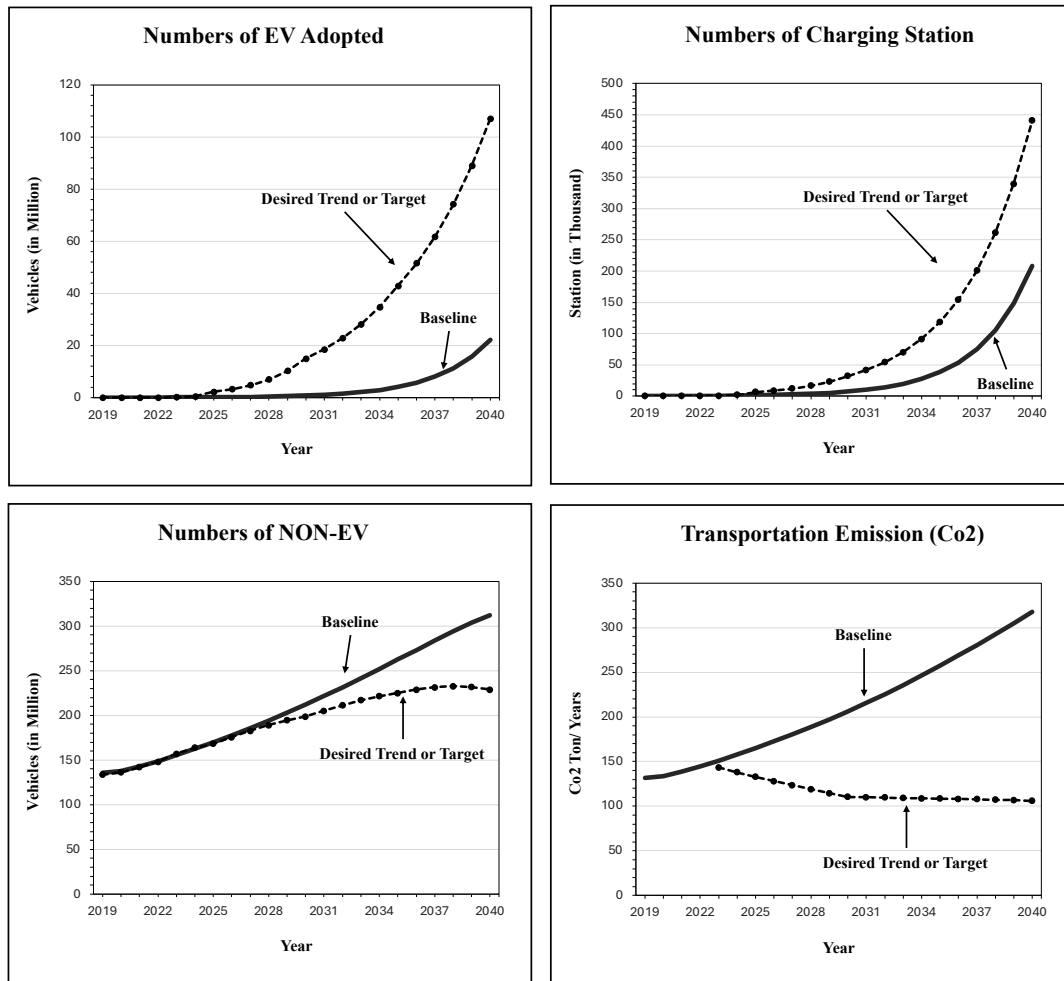 Numbers of EV Adopted
120
100
80
60
40
20
0
Vehicles (in Million)
Desired Trend or Target
Baseline
2019 2022 2025 2028 2031 2034 2037 2040
Year
Numbers of Charging Station
500
450
400
350
300
250
200
150
100
50
0
Station (in Thousand)
Desired Trend or Target
Baseline
2019 2022 2025 2028 2031 2034 2037 2040
Year
Numbers of NON-EV
350
300
250
200
150
100
50
0
Vehicles (in Million)
Baseline
Desired Trend or Target
2019 2022 2025 2028 2031 2034 2037 2040
Year
Transportation Emission (Co2)
350
300
250
200
150
100
50
0
Co2 Ton/ Years
Baseline
Desired Trend or Target
2019 2022 2025 2028 2031 2034 2037 2040
Year